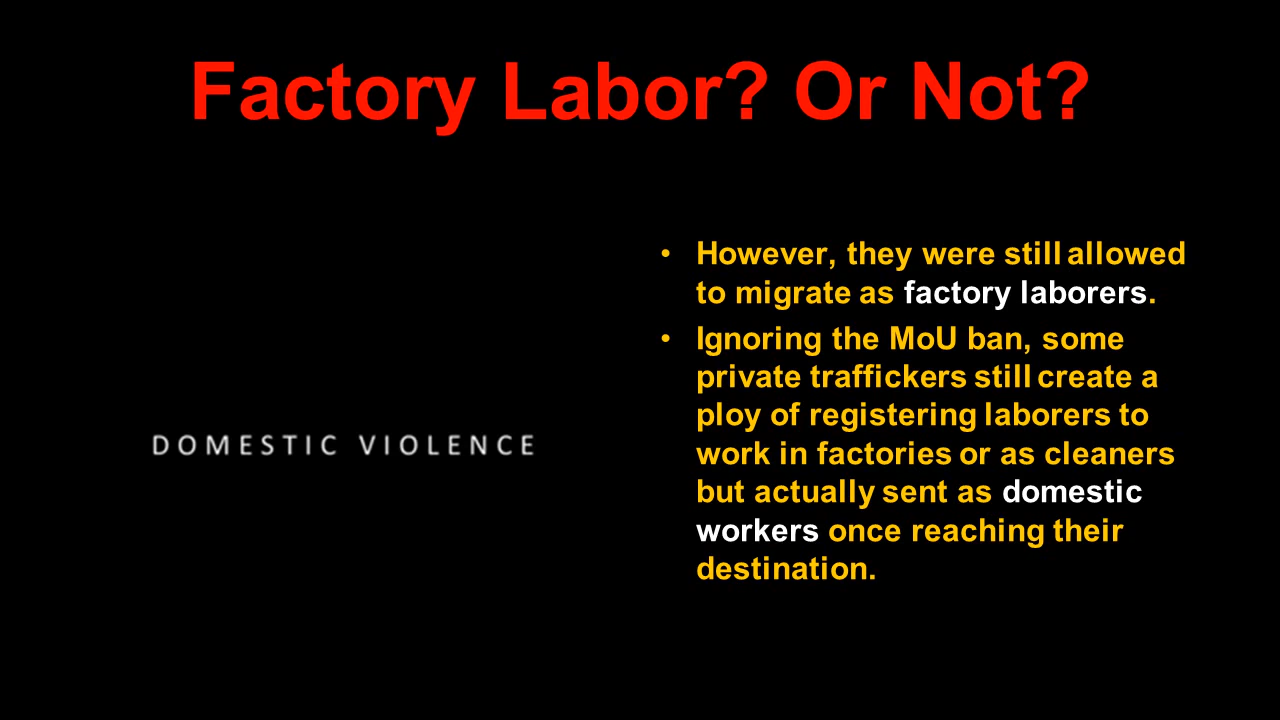 Factory Labor? Or Not?
DOMESTIC VIOLENCE
• However, they were still allowed
to migrate as factory laborers.
• Ignoring the MoU ban, some
private traffickers still create a
ploy of registering laborers to
work in factories or as cleaners
but actually sent as domestic
workers once reaching their
destination.